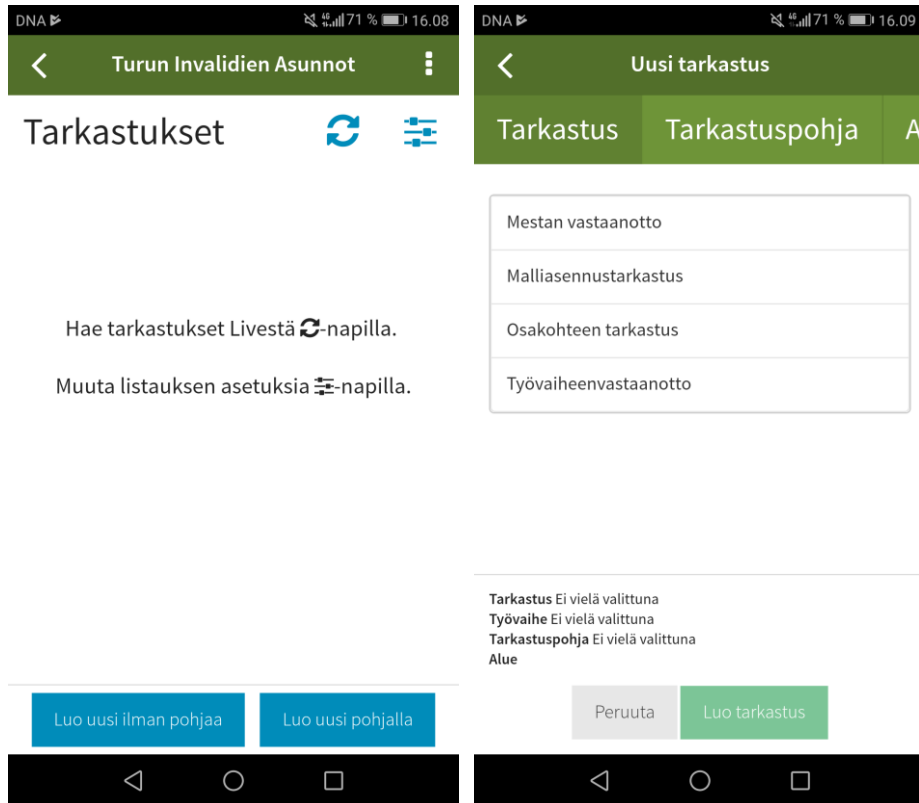 DNA 4G 71 % 16.08
Turun Invalidien Asunnot
Tarkastukset
Hae tarkastukset Livestä -napilla.
Muuta listauksen asetuksia -napilla.
Luo uusi ilman pohjaa
Luo uusi pohjalla
DNA 4G 71 % 16.09
Uusi tarkastus
Tarkastus Tarkastuspohja A
Mestan vastaanotto
Malliasennustarkastus
Osakohteen tarkastus
Työvaiheenvastaanotto
Tarkastus Ei vielä valittuna
Työvaihe Ei vielä valittuna
Tarkastuspohja Ei vielä valittuna
Alue
Peruuta
Luo tarkastus